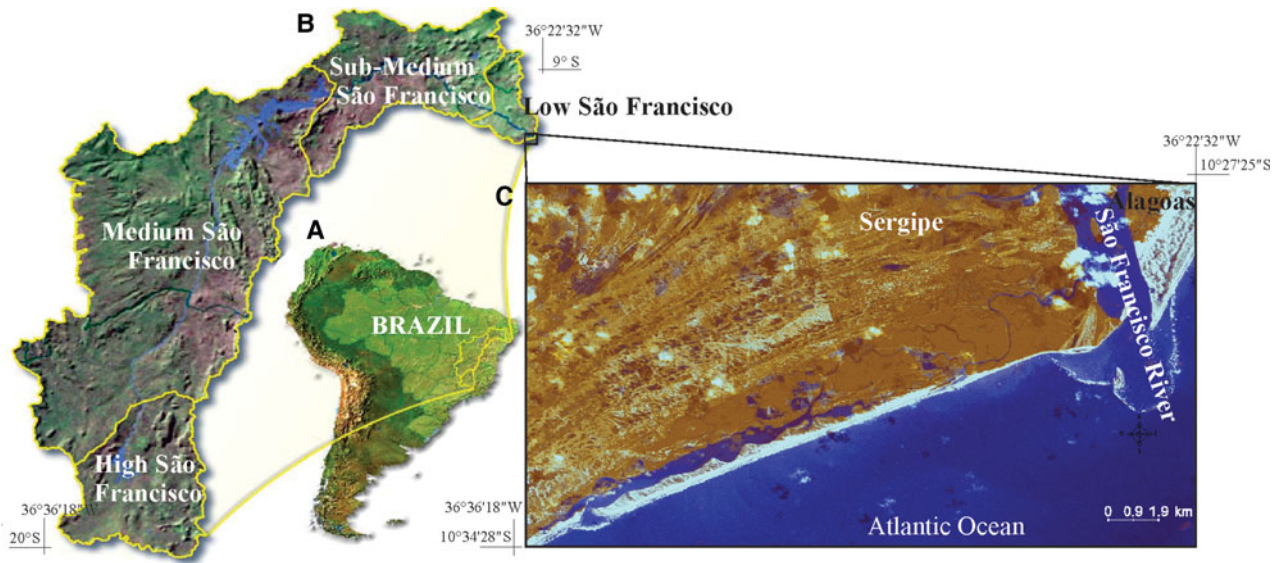 B
36°22'32"W
9° S
Sub-Medium
São Francisco
Low São Francisco
36°22'32"W
10°27'25"S
C
Alagoas
Sergipe
São Francisco River
Medium São
Francisco
A
BRAZIL
High São
Francisco
36°36'18"W
20°S
36°36'18"W
10°34'28"S
Atlantic Ocean
0 0.9 1.9 km